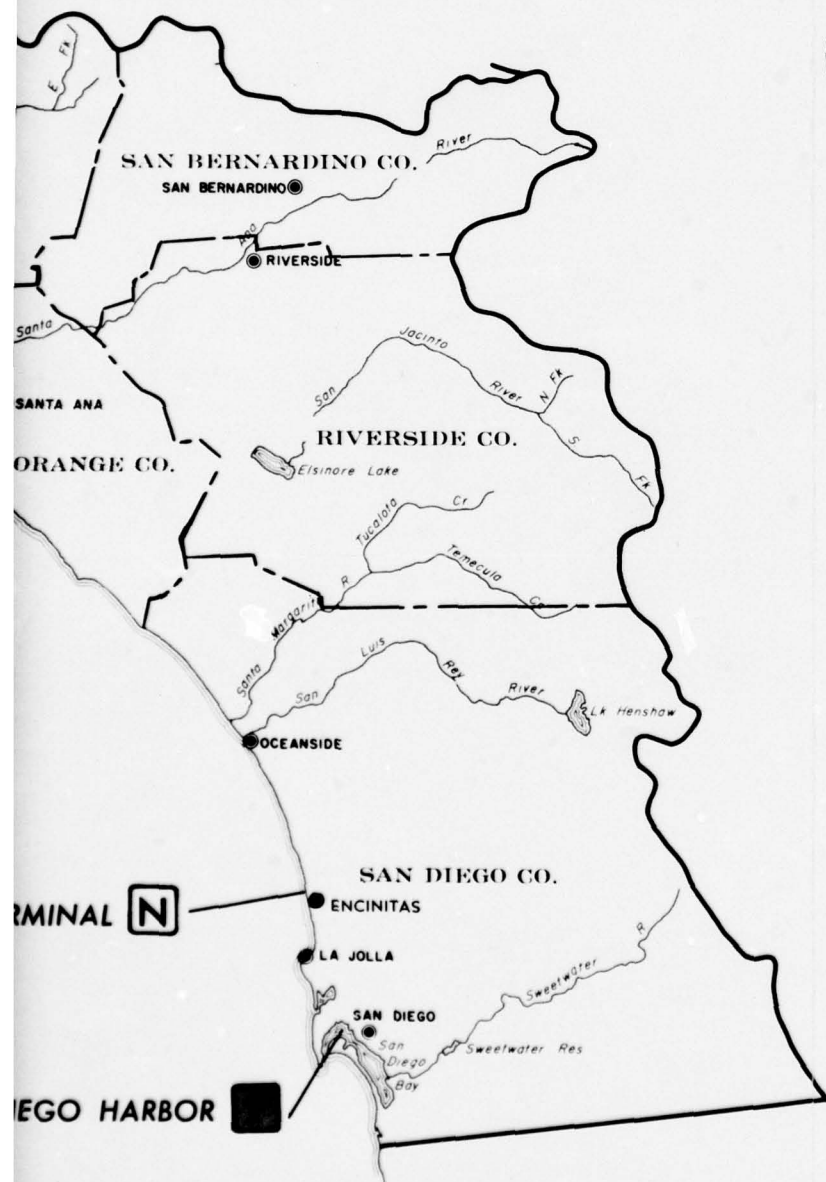 E Fk
River
SAN BERNARDINO CO.
SAN BERNARDINO
Ana
RIVERSIDE
Santa
San Jacinto River
N Fk
S Fk
SANTA ANA
RIVERSIDE CO.
ORANGE CO.
Elsinore Lake
Tucalota Cr
Temecula Cr
Santa Margarit R
San Luis Rey River
Lk Henshaw
OCEANSIDE
SAN DIEGO CO.
RMINAL N
ENCINITAS
LA JOLLA
Sweetwater R
SAN DIEGO
San
Diego
Bay
Sweetwater Res
IEGO HARBOR